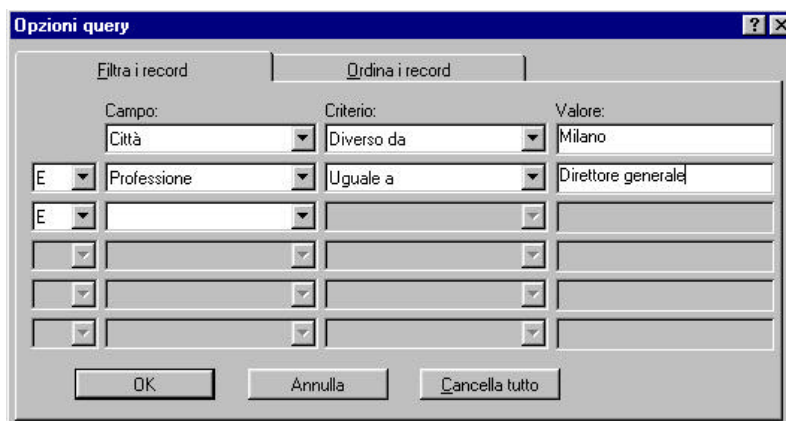 Opzioni query
Filtra i record Ordina i record
Campo: Criterio: Valore:
Città Diverso da Milano
E Professione Uguale a Direttore generale
E
OK Annulla Cancella tutto